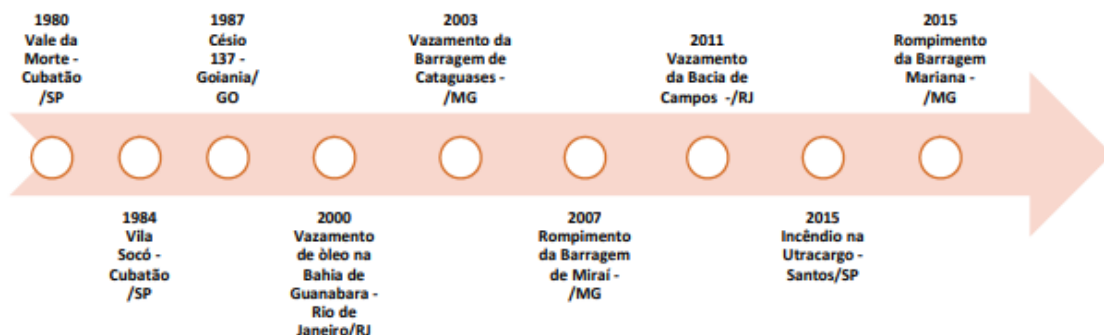 1980
Vale da
Morte -
Cubatão
/SP
1984
Vila
Socó -
Cubatão
/SP
1987
Césio
137 -
Goiania/
GO
2000
Vazamento
de òleo na
Bahia de
Guanabara -
Rio de
Janeiro/RJ
2003
Vazamento da
Barragem de
Cataguases -
/MG
2007
Rompimento
da Barragem
de Miraí -
/MG
2011
Vazamento
da Bacia de
Campos -/RJ
2015
Incêndio na
Utracargo -
Santos/SP
2015
Rompimento
da Barragem
Mariana -
/MG